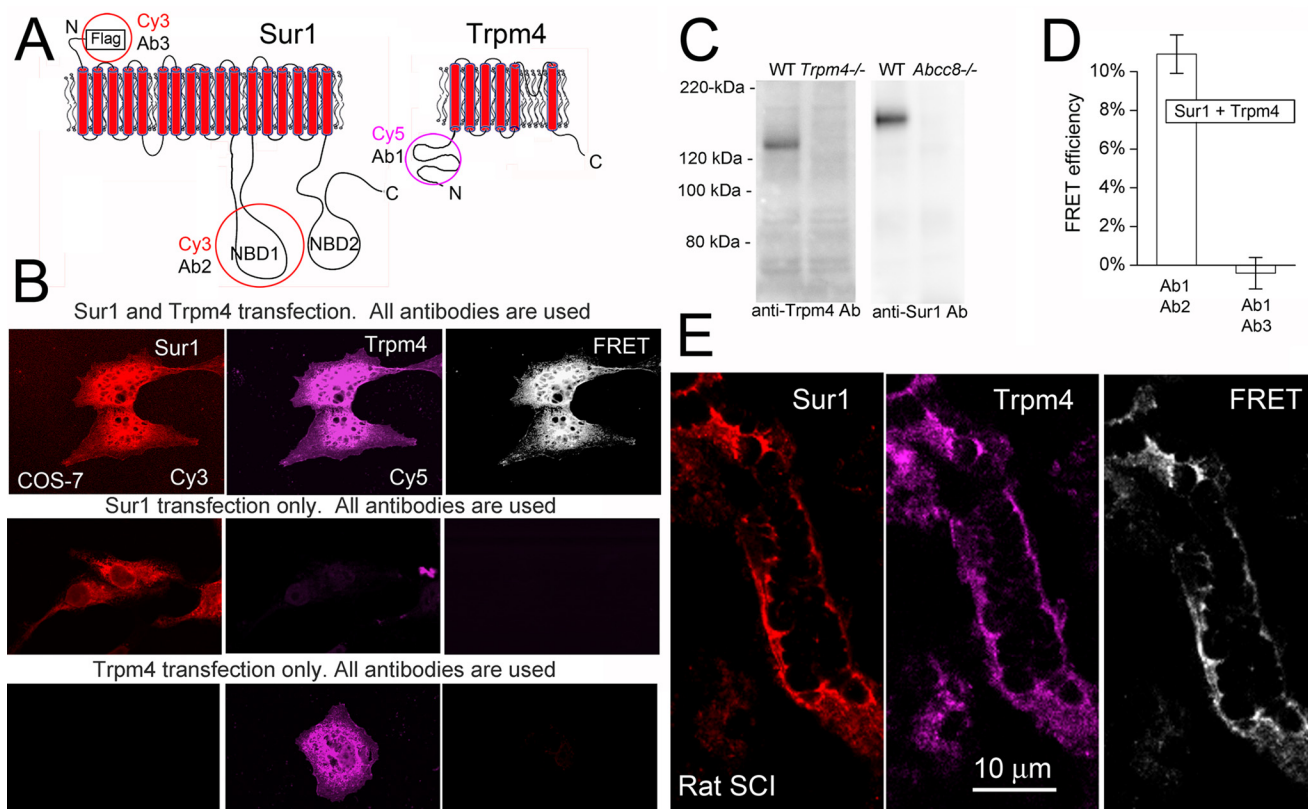 A
N
Flag
Cy3
Ab3
Sur1
Trpm4
Cy5
Ab1
N
C
C
Cy3
Ab2
NBD1
NBD2
B
Sur1 and Trpm4 transfection. All antibodies are used
Sur1
Trpm4
FRET
COS-7
Cy3
Cy5
Sur1 transfection only. All antibodies are used
Trpm4 transfection only. All antibodies are used
C
WT Trpm4-/-
WT Abcc8-/-
220-kDa -
120 kDa -
100 kDa -
80 kDa -
anti-Trpm4 Ab
anti-Sur1 Ab
D
FRET efficiency
10%
8%
6%
4%
2%
0%
Sur1 + Trpm4
Ab1
Ab2
Ab1
Ab3
E
Sur1
Trpm4
FRET
Rat SCI
10 μm